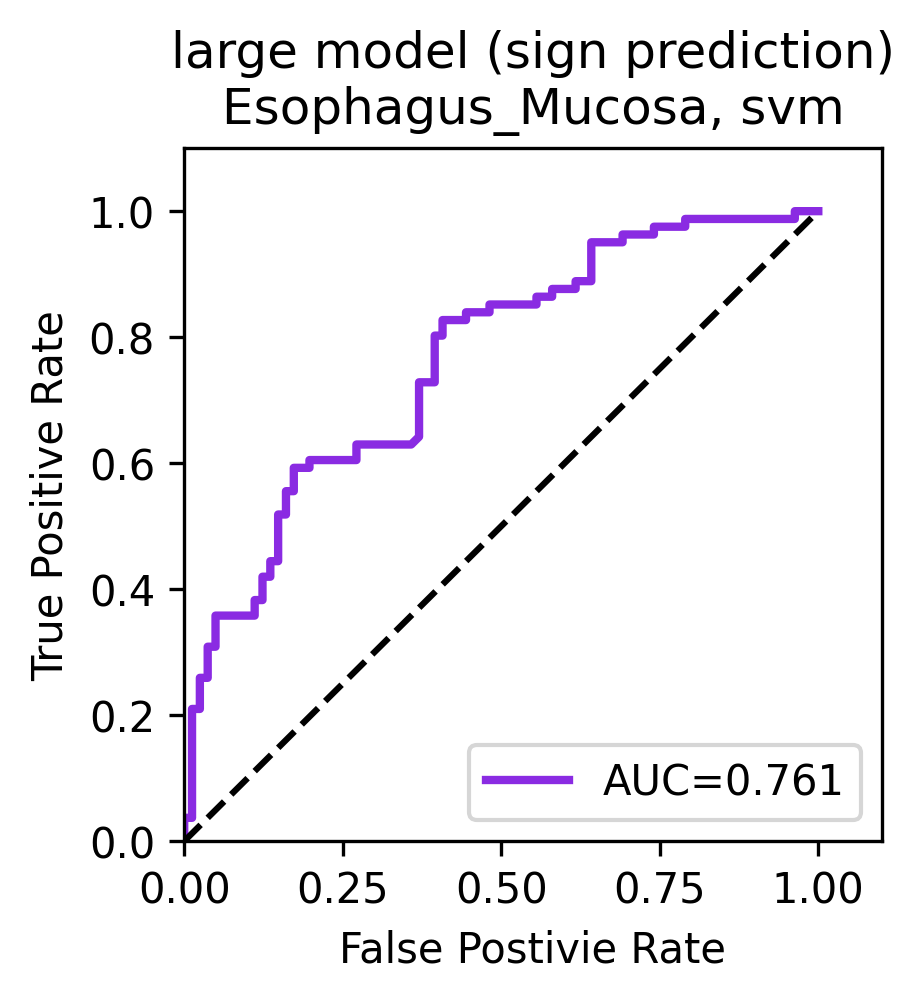 large model (sign prediction)
Esophagus_Mucosa, svm
1.0
0.8
0.6
0.4
0.2
0.0
True Positive Rate
AUC=0.761
0.00 0.25 0.50 0.75 1.00
False Postivie Rate